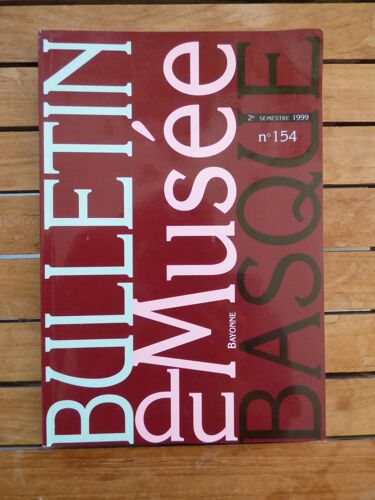 BULLETIN
du Musée
BAYONNE
BASQUE
2e SEMESTRE 1999
n°154